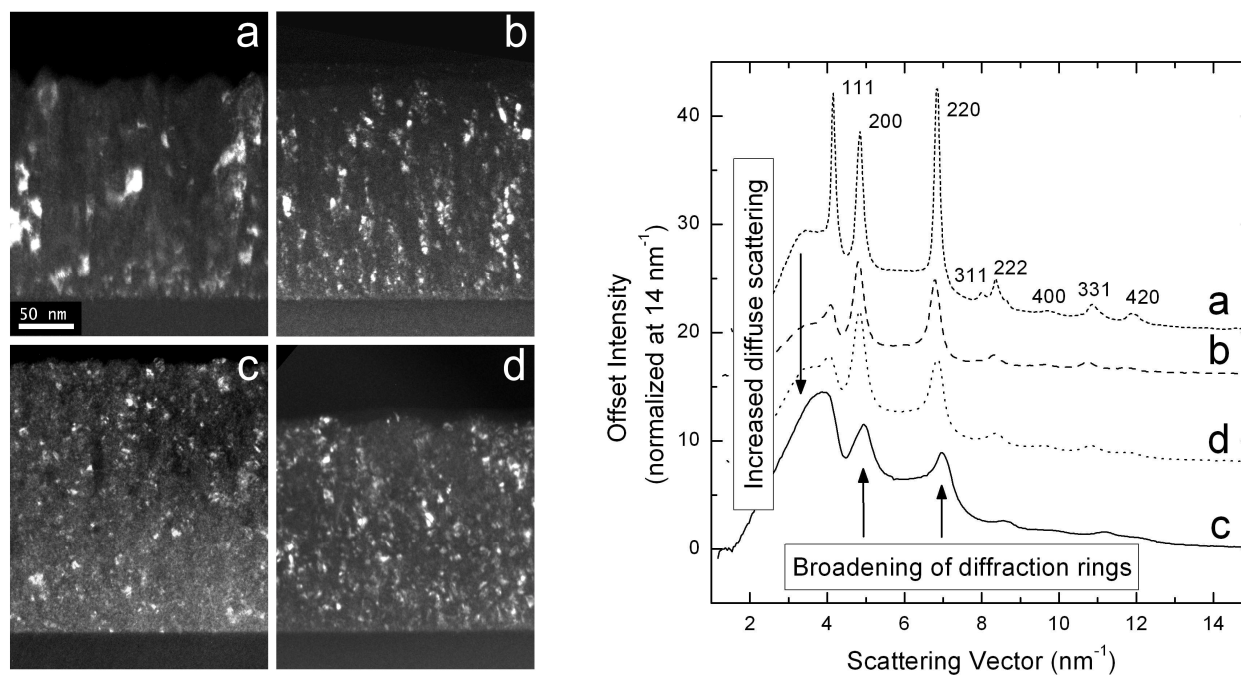 a
b
50 nm
c
d
Offset Intensity
(normalized at 14 nm⁻¹)
40
30
20
10
0
Increased diffuse scattering
111
200
220
311
222
400
331
420
a
b
d
c
Broadening of diffraction rings
2
4
6
8
10
12
14
Scattering Vector (nm⁻¹)